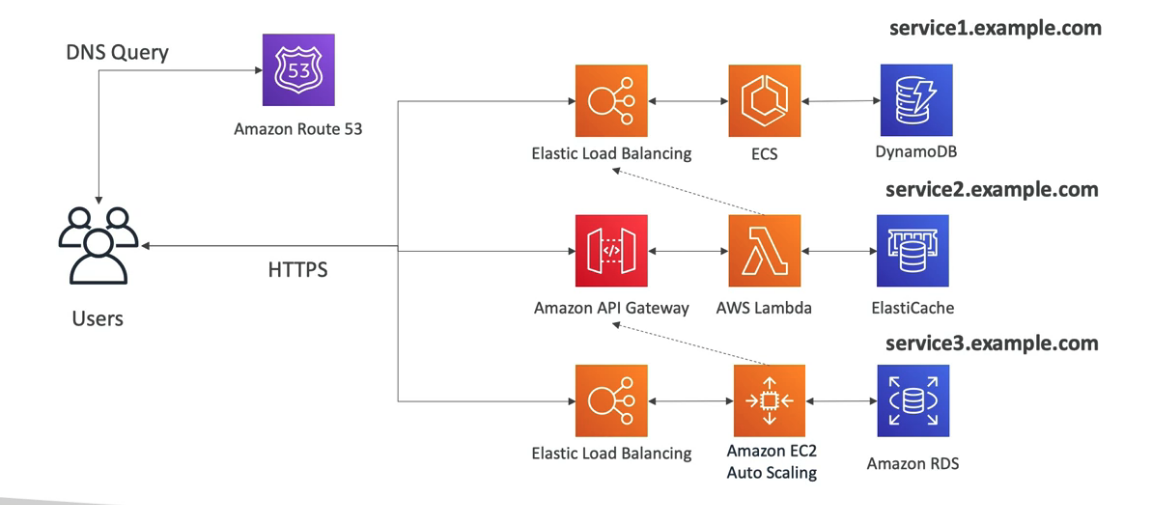 service1.example.com
DNS Query
53
Amazon Route 53
Elastic Load Balancing
ECS
DynamoDB
service2.example.com
HTTPS
</>
Users
Amazon API Gateway
AWS Lambda
ElastiCache
service3.example.com
Elastic Load Balancing
Amazon EC2
Auto Scaling
Amazon RDS